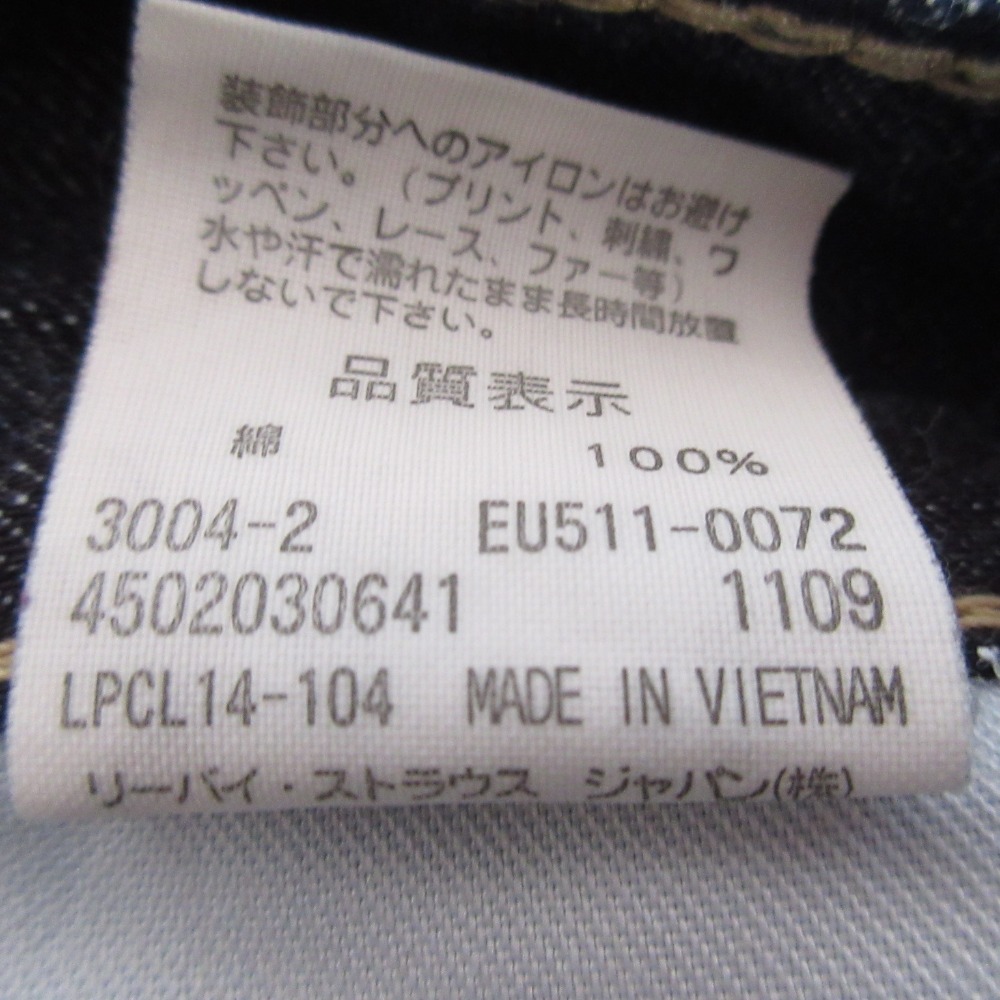 装飾部分へのアイロンはお避け
下さい。（プリント、刺繍、ワ
ッペン、レース、ファー等）
水や汗で濡れたまま長時間放置
しないで下さい。
品質表示
綿 100%
3004-2 EU511-0072
4502030641 1109
LPCL14-104 MADE IN VIETNAM
リーバイ・ストラウス ジャパン(株)